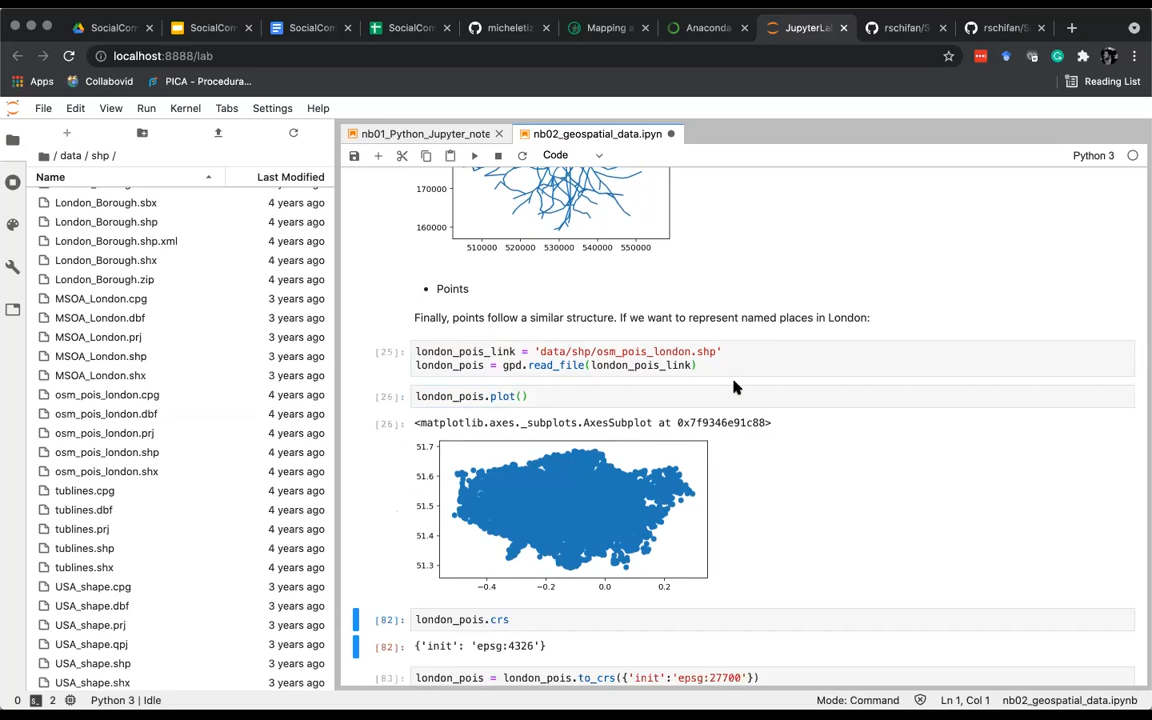 SocialCom
SocialCom
SocialCom
SocialCom
micheletiz
Mapping a
Anaconda
JupyterLa
rschifan/S
rschifan/S
localhost:8888/lab
Apps
Collabovid
PICA - Procedura...
Reading List
File Edit View Run Kernel Tabs Settings Help
nb01_Python_Jupyter_note
nb02_geospatial_data.ipyn
/ data / shp /
Code
Python 3
Name Last Modified
London_Borough.sbx 4 years ago
London_Borough.shp 4 years ago
London_Borough.shp.xml 4 years ago
London_Borough.shx 4 years ago
London_Borough.zip 4 years ago
MSOA_London.cpg 3 years ago
MSOA_London.dbf 3 years ago
MSOA_London.prj 3 years ago
MSOA_London.shp 3 years ago
MSOA_London.shx 3 years ago
osm_pois_london.cpg 4 years ago
osm_pois_london.dbf 4 years ago
osm_pois_london.prj 4 years ago
osm_pois_london.shp 4 years ago
osm_pois_london.shx 4 years ago
tublines.cpg 4 years ago
tublines.dbf 4 years ago
tublines.prj 4 years ago
tublines.shp 4 years ago
tublines.shx 4 years ago
USA_shape.cpg 3 years ago
USA_shape.dbf 3 years ago
USA_shape.prj 3 years ago
USA_shape.qpj 3 years ago
USA_shape.shp 3 years ago
USA_shape.shx 3 years ago
170000
160000
510000 520000 530000 540000 550000
• Points
Finally, points follow a similar structure. If we want to represent named places in London:
[25]: london_pois_link = 'data/shp/osm_pois_london.shp'
london_pois = gpd.read_file(london_pois_link)
[26]: london_pois.plot()
[26]: <matplotlib.axes._subplots.AxesSubplot at 0x7f9346e91c88>
51.7
51.6
51.5
51.4
51.3
−0.4 −0.2 0.0 0.2
[82]: london_pois.crs
[82]: {'init': 'epsg:4326'}
[83]: london_pois = london_pois.to_crs({'init':'epsg:27700'})
0 2 Python 3 | Idle
Mode: Command Ln 1, Col 1 nb02_geospatial_data.ipynb